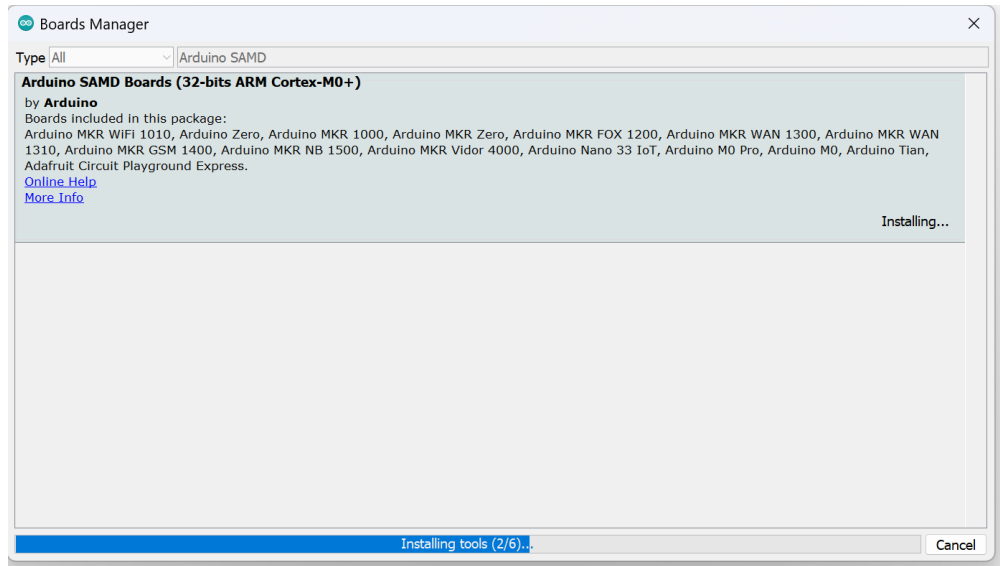 Boards Manager
Type All Arduino SAMD
Arduino SAMD Boards (32-bits ARM Cortex-M0+)
by Arduino
Boards included in this package:
Arduino MKR WiFi 1010, Arduino Zero, Arduino MKR 1000, Arduino MKR Zero, Arduino MKR FOX 1200, Arduino MKR WAN 1300, Arduino MKR WAN
1310, Arduino MKR GSM 1400, Arduino MKR NB 1500, Arduino MKR Vidor 4000, Arduino Nano 33 IoT, Arduino M0 Pro, Arduino M0, Arduino Tian,
Adafruit Circuit Playground Express.
Online Help
More Info
Installing...
Installing tools (2/6)...
Cancel